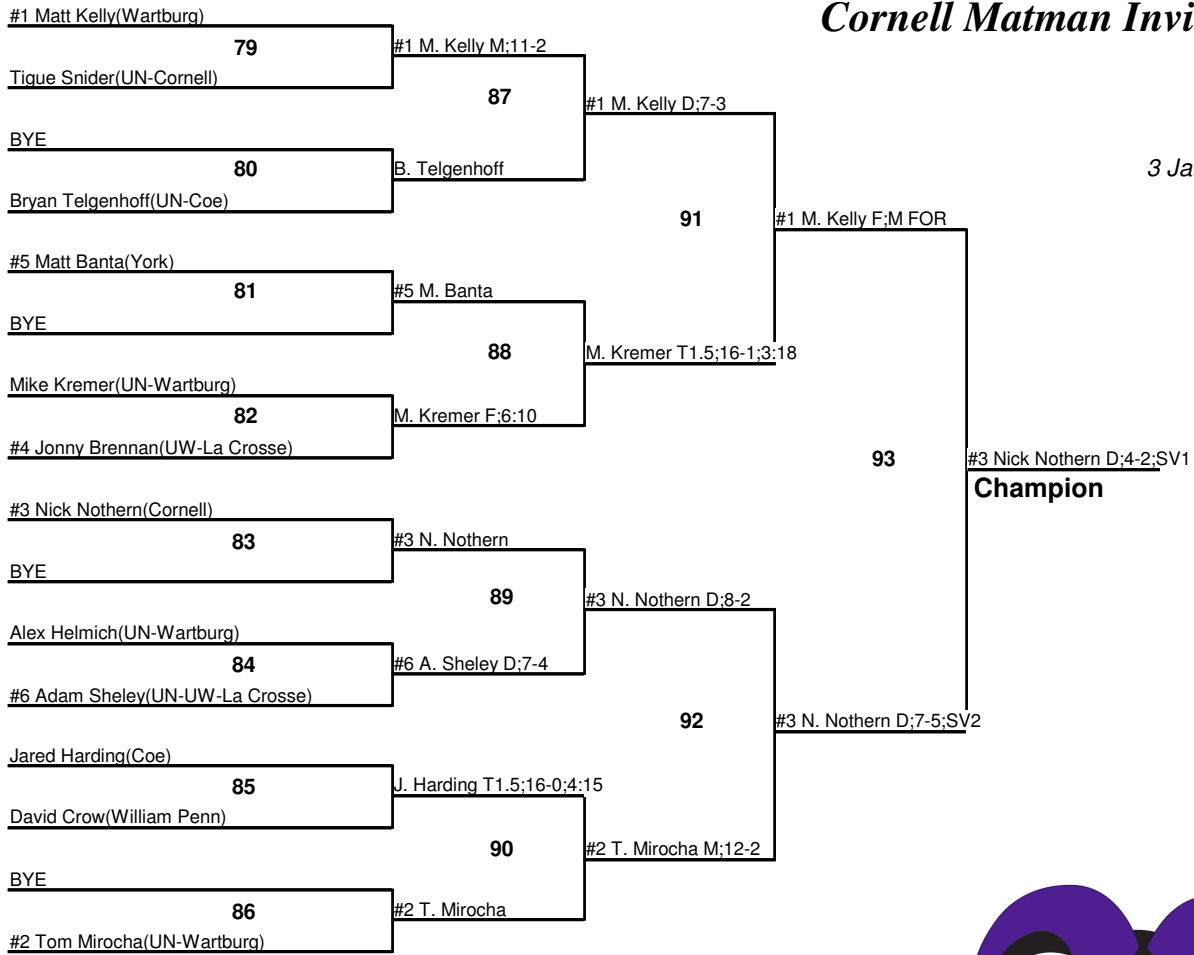 Cornell Matman Invi
3 Ja
#1 Matt Kelly(Wartburg)
79
Tigue Snider(UN-Cornell)
BYE
80
Bryan Telgenhoff(UN-Coe)
#5 Matt Banta(York)
81
BYE
Mike Kremer(UN-Wartburg)
82
#4 Jonny Brennan(UW-La Crosse)
#3 Nick Nothern(Cornell)
83
BYE
Alex Helmich(UN-Wartburg)
84
#6 Adam Sheley(UN-UW-La Crosse)
Jared Harding(Coe)
85
David Crow(William Penn)
BYE
86
#2 Tom Mirocha(UN-Wartburg)
#1 M. Kelly M;11-2
87
B. Telgenhoff
#5 M. Banta
88
M. Kremer F;6:10
#3 N. Nothern
89
#6 A. Sheley D;7-4
J. Harding T1.5;16-0;4:15
90
#2 T. Mirocha
#1 M. Kelly D;7-3
91
M. Kremer T1.5;16-1;3:18
#3 N. Nothern D;8-2
92
#2 T. Mirocha M;12-2
#1 M. Kelly F;M FOR
93
#3 N. Nothern D;7-5;SV2
#3 Nick Nothern D;4-2;SV1
Champion